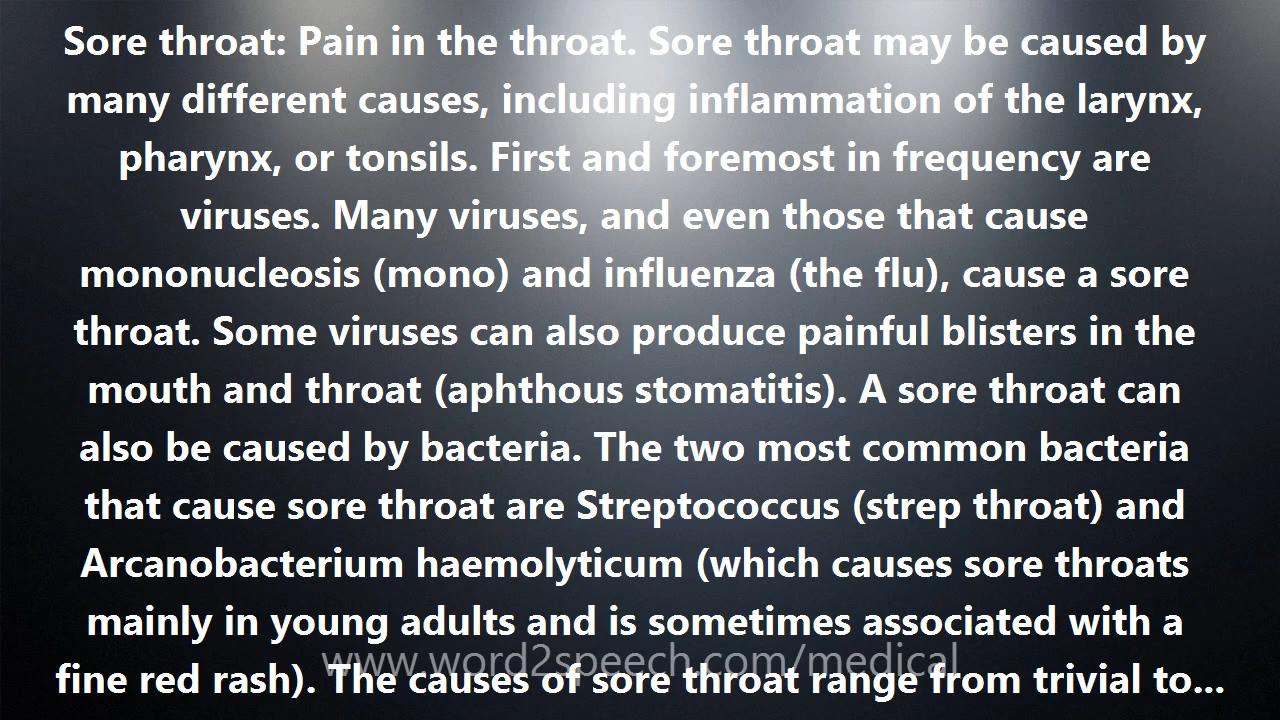 Sore throat: Pain in the throat. Sore throat may be caused by
many different causes, including inflammation of the larynx,
pharynx, or tonsils. First and foremost in frequency are
viruses. Many viruses, and even those that cause
mononucleosis (mono) and influenza (the flu), cause a sore
throat. Some viruses can also produce painful blisters in the
mouth and throat (aphthous stomatitis). A sore throat can
also be caused by bacteria. The two most common bacteria
that cause sore throat are Streptococcus (strep throat) and
Arcanobacterium haemolyticum (which causes sore throats
mainly in young adults and is sometimes associated with a
www.word2speech.com/medical
fine red rash). The causes of sore throat range from trivial to...